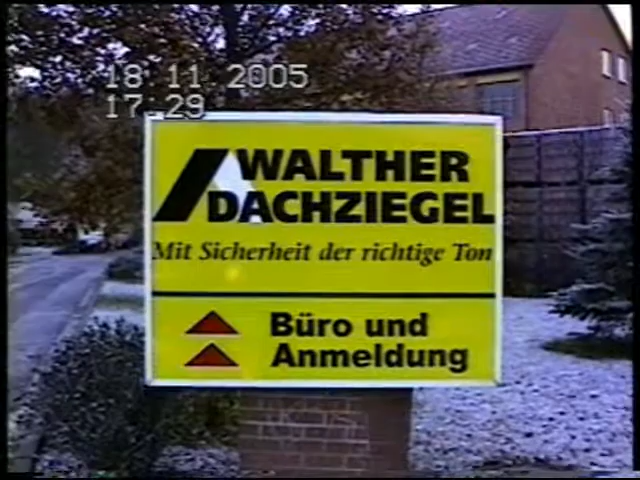 18.11.2005
17:29
WALTHER
DACHZIEGEL
Mit Sicherheit der richtige Ton
Büro und
Anmeldung